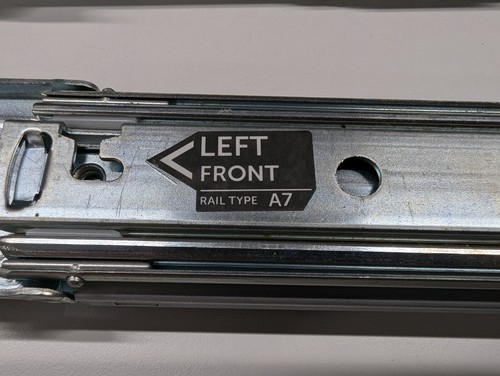 LEFT
FRONT
RAIL TYPE A7